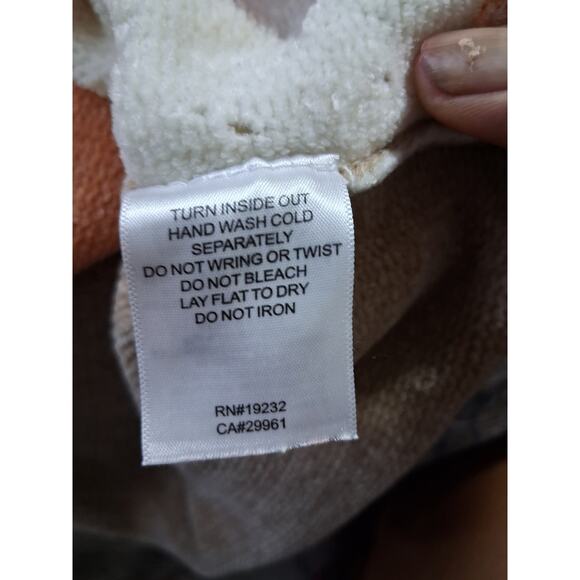 TURN INSIDE OUT
HAND WASH COLD
SEPARATELY
DO NOT WRING OR TWIST
DO NOT BLEACH
LAY FLAT TO DRY
DO NOT IRON
RN#19232
CA#29961